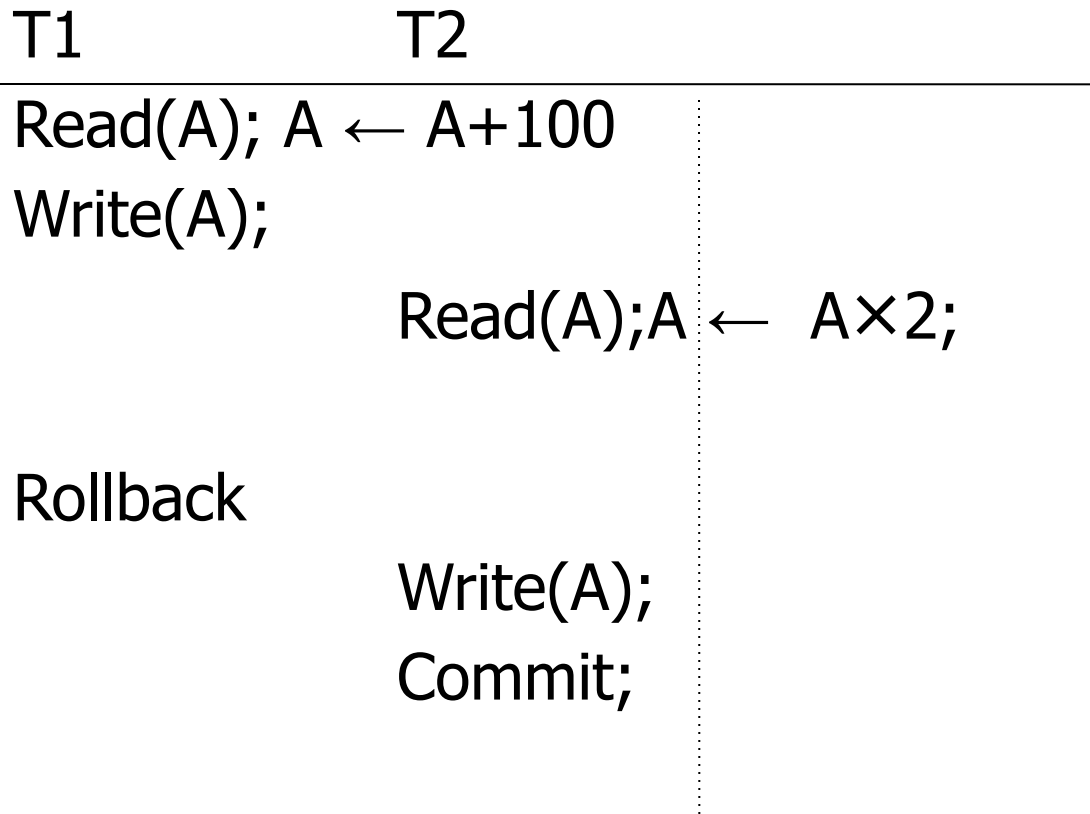 T1 T2
Read(A); A ← A+100
Write(A);
Read(A);A ← A×2;
Rollback
Write(A);
Commit;